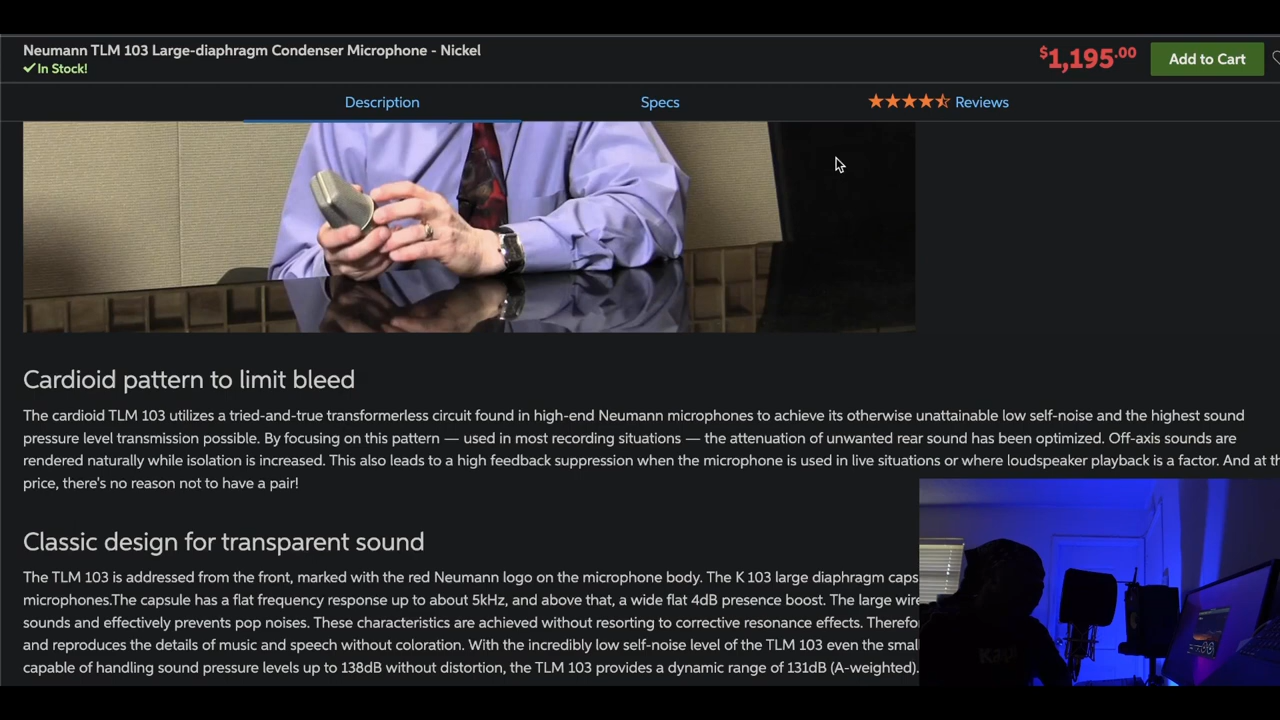 Neumann TLM 103 Large-diaphragm Condenser Microphone - Nickel
In Stock!
$1,195.00
Add to Cart
Description
Specs
Reviews
Cardioid pattern to limit bleed
The cardioid TLM 103 utilizes a tried-and-true transformerless circuit found in high-end Neumann microphones to achieve its otherwise unattainable low self-noise and the highest sound
pressure level transmission possible. By focusing on this pattern — used in most recording situations — the attenuation of unwanted rear sound has been optimized. Off-axis sounds are
rendered naturally while isolation is increased. This also leads to a high feedback suppression when the microphone is used in live situations or where loudspeaker playback is a factor. And at
price, there's no reason not to have a pair!
Classic design for transparent sound
The TLM 103 is addressed from the front, marked with the red Neumann logo on the microphone body. The K 103 large diaphragm
microphones.The capsule has a flat frequency response up to about 5kHz, and above that, a wide flat 4dB presence boost. The large
sounds and effectively prevents pop noises. These characteristics are achieved without resorting to corrective resonance effects.
and reproduces the details of music and speech without coloration. With the incredibly low self-noise level of the TLM 103 even the
capable of handling sound pressure levels up to 138dB without distortion, the TLM 103 provides a dynamic range of 131dB (A-weighted).